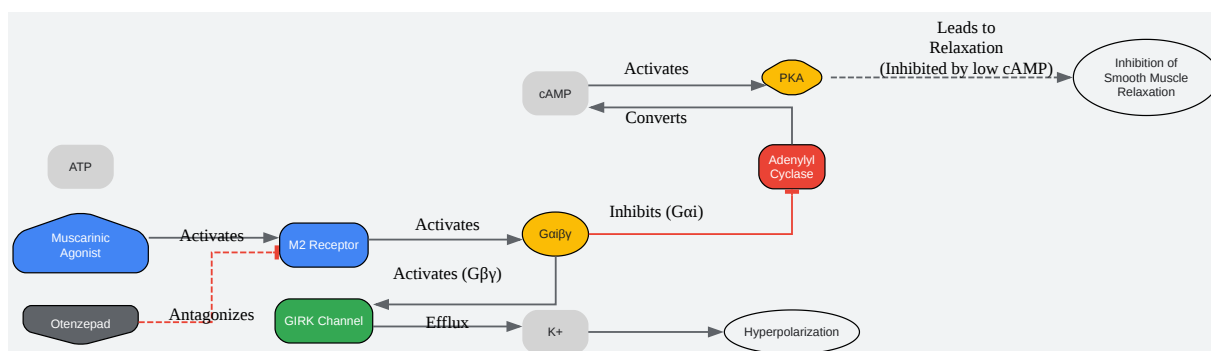 Leads to
Relaxation
(Inhibited by low cAMP)
Activates
PKA
Inhibition of
Smooth Muscle
Relaxation
cAMP
Converts
ATP
Adenylyl
Cyclase
Muscarinic
Agonist
Activates
M2 Receptor
Activates
Gαiβγ
Inhibits (Gαi)
Activates (Gβγ)
Otenzepad
Antagonizes
GIRK Channel
Efflux
K+
Hyperpolarization